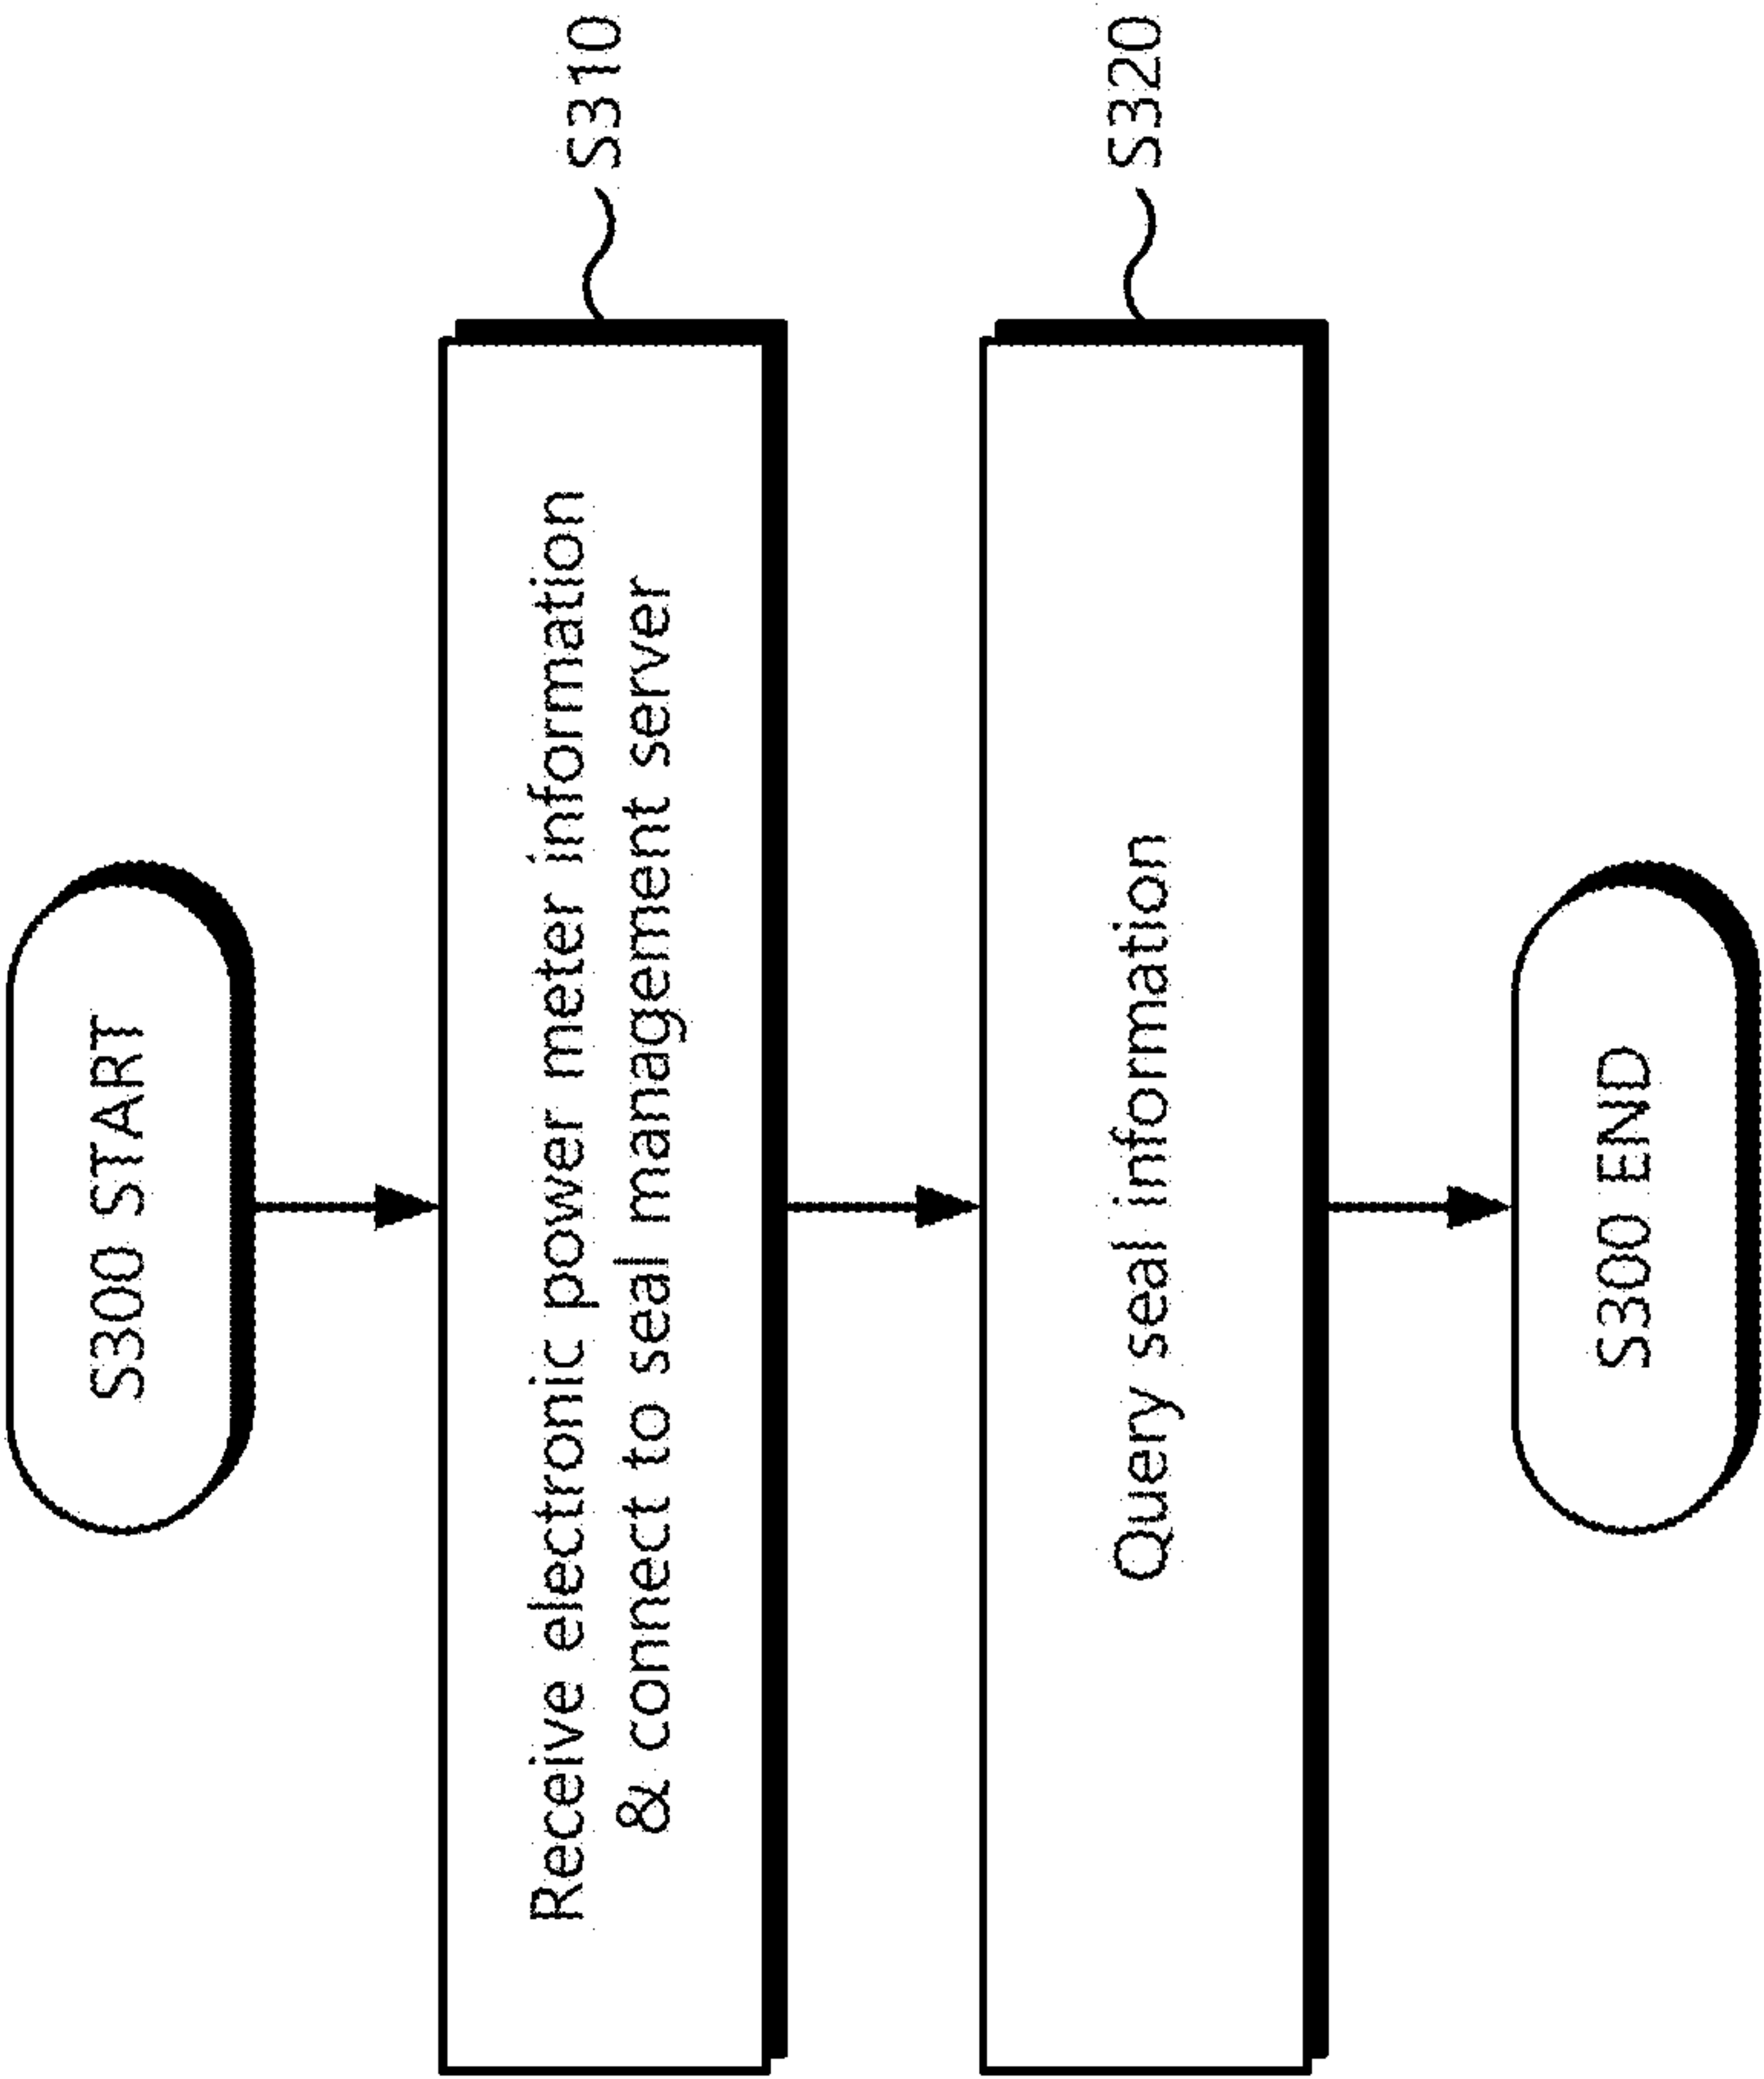 S300 START
Receive electronic power meter information
& connect to seal management server
S310
Query seal information
S320
S300 END